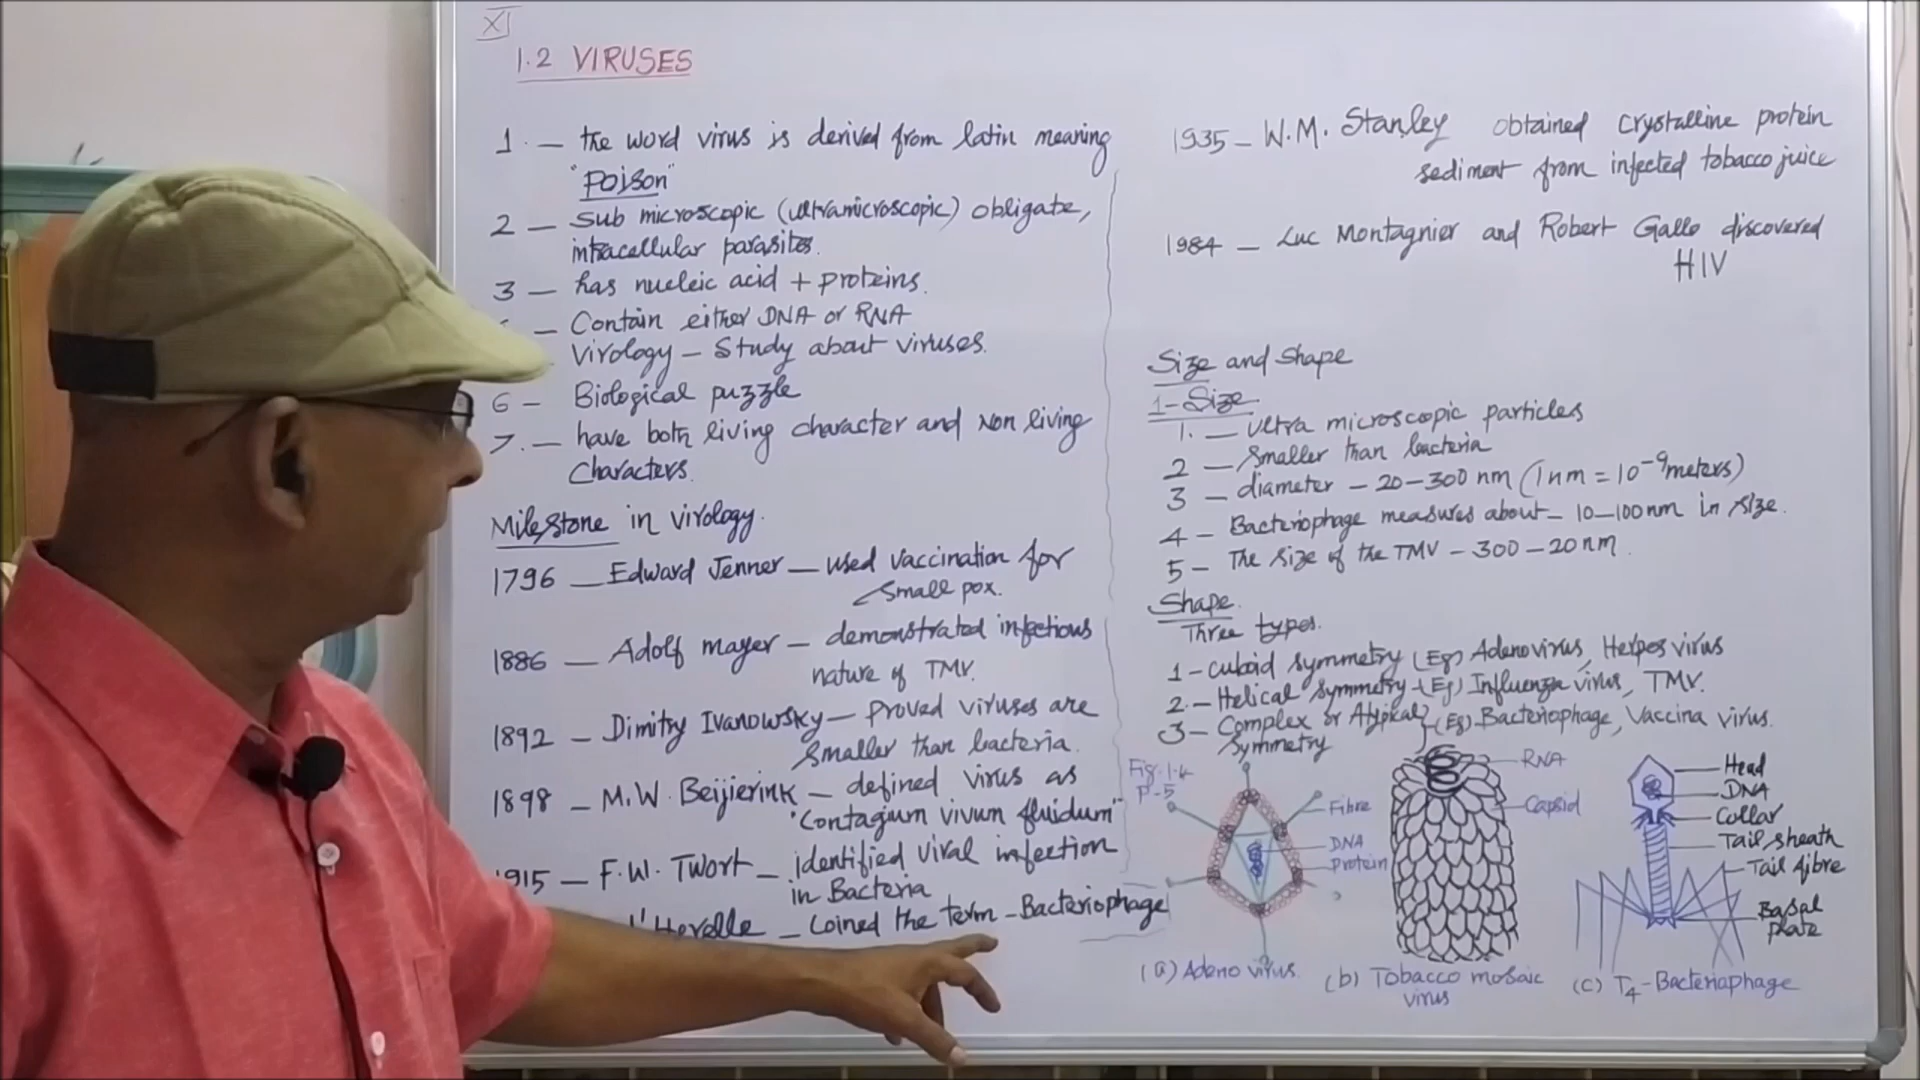 XI
1.2 VIRUSES
1. — the word virus is derived from latin meaning
"Poison"
2 — Sub microscopic (ultramicroscopic) obligate,
intracellular parasites.
3 — has nucleic acid + proteins.
— Contain either DNA or RNA
Virology — Study about viruses.
6 — Biological puzzle
7. — have both living character and Non living
Characters.
Milestone in virology.
1796 — Edward Jenner — used vaccination for
Small pox.
1886 — Adolf mayer — demonstrated infectious
nature of TMV.
1892 — Dimitry Ivanowsky — Proved viruses are
Smaller than bacteria.
1898 — M.W. Beijierink — defined virus as
"Contagium vivum fluidum"
1915 — F.W. Twort — identified viral infection
in Bacteria
d'Herelle — Coined the term — Bacteriophage
1935 — W.M. Stanley obtained crystalline protein
sediment from infected tobacco juice
1984 — Luc Montagnier and Robert Gallo discovered
HIV
Size and Shape
1-Size
1. — Ultra microscopic particles
2 — Smaller than bacteria
3 — diameter — 20-300 nm (1nm = 10⁻⁹ meters)
4 — Bacteriophage measures about — 10-100nm in size.
5 — The size of the TMV — 300-20 nm.
Shape.
Three types.
1 — Cuboid symmetry (Eg) Adenovirus, Herpes virus
2. — Helical symmetry — (Eg) Influenza virus, TMV.
3 — Complex or Atypical (Eg) Bacteriophage, Vaccina virus.
Symmetry
Fig. 1.4
P-5
Fibre
DNA
Protein
(a) Adeno virus.
RNA
Capsid
(b) Tobacco mosaic
virus
Head
DNA
Collar
Tail sheath
Tail fibre
Basal
plate
(c) T₄-Bacteriaphage